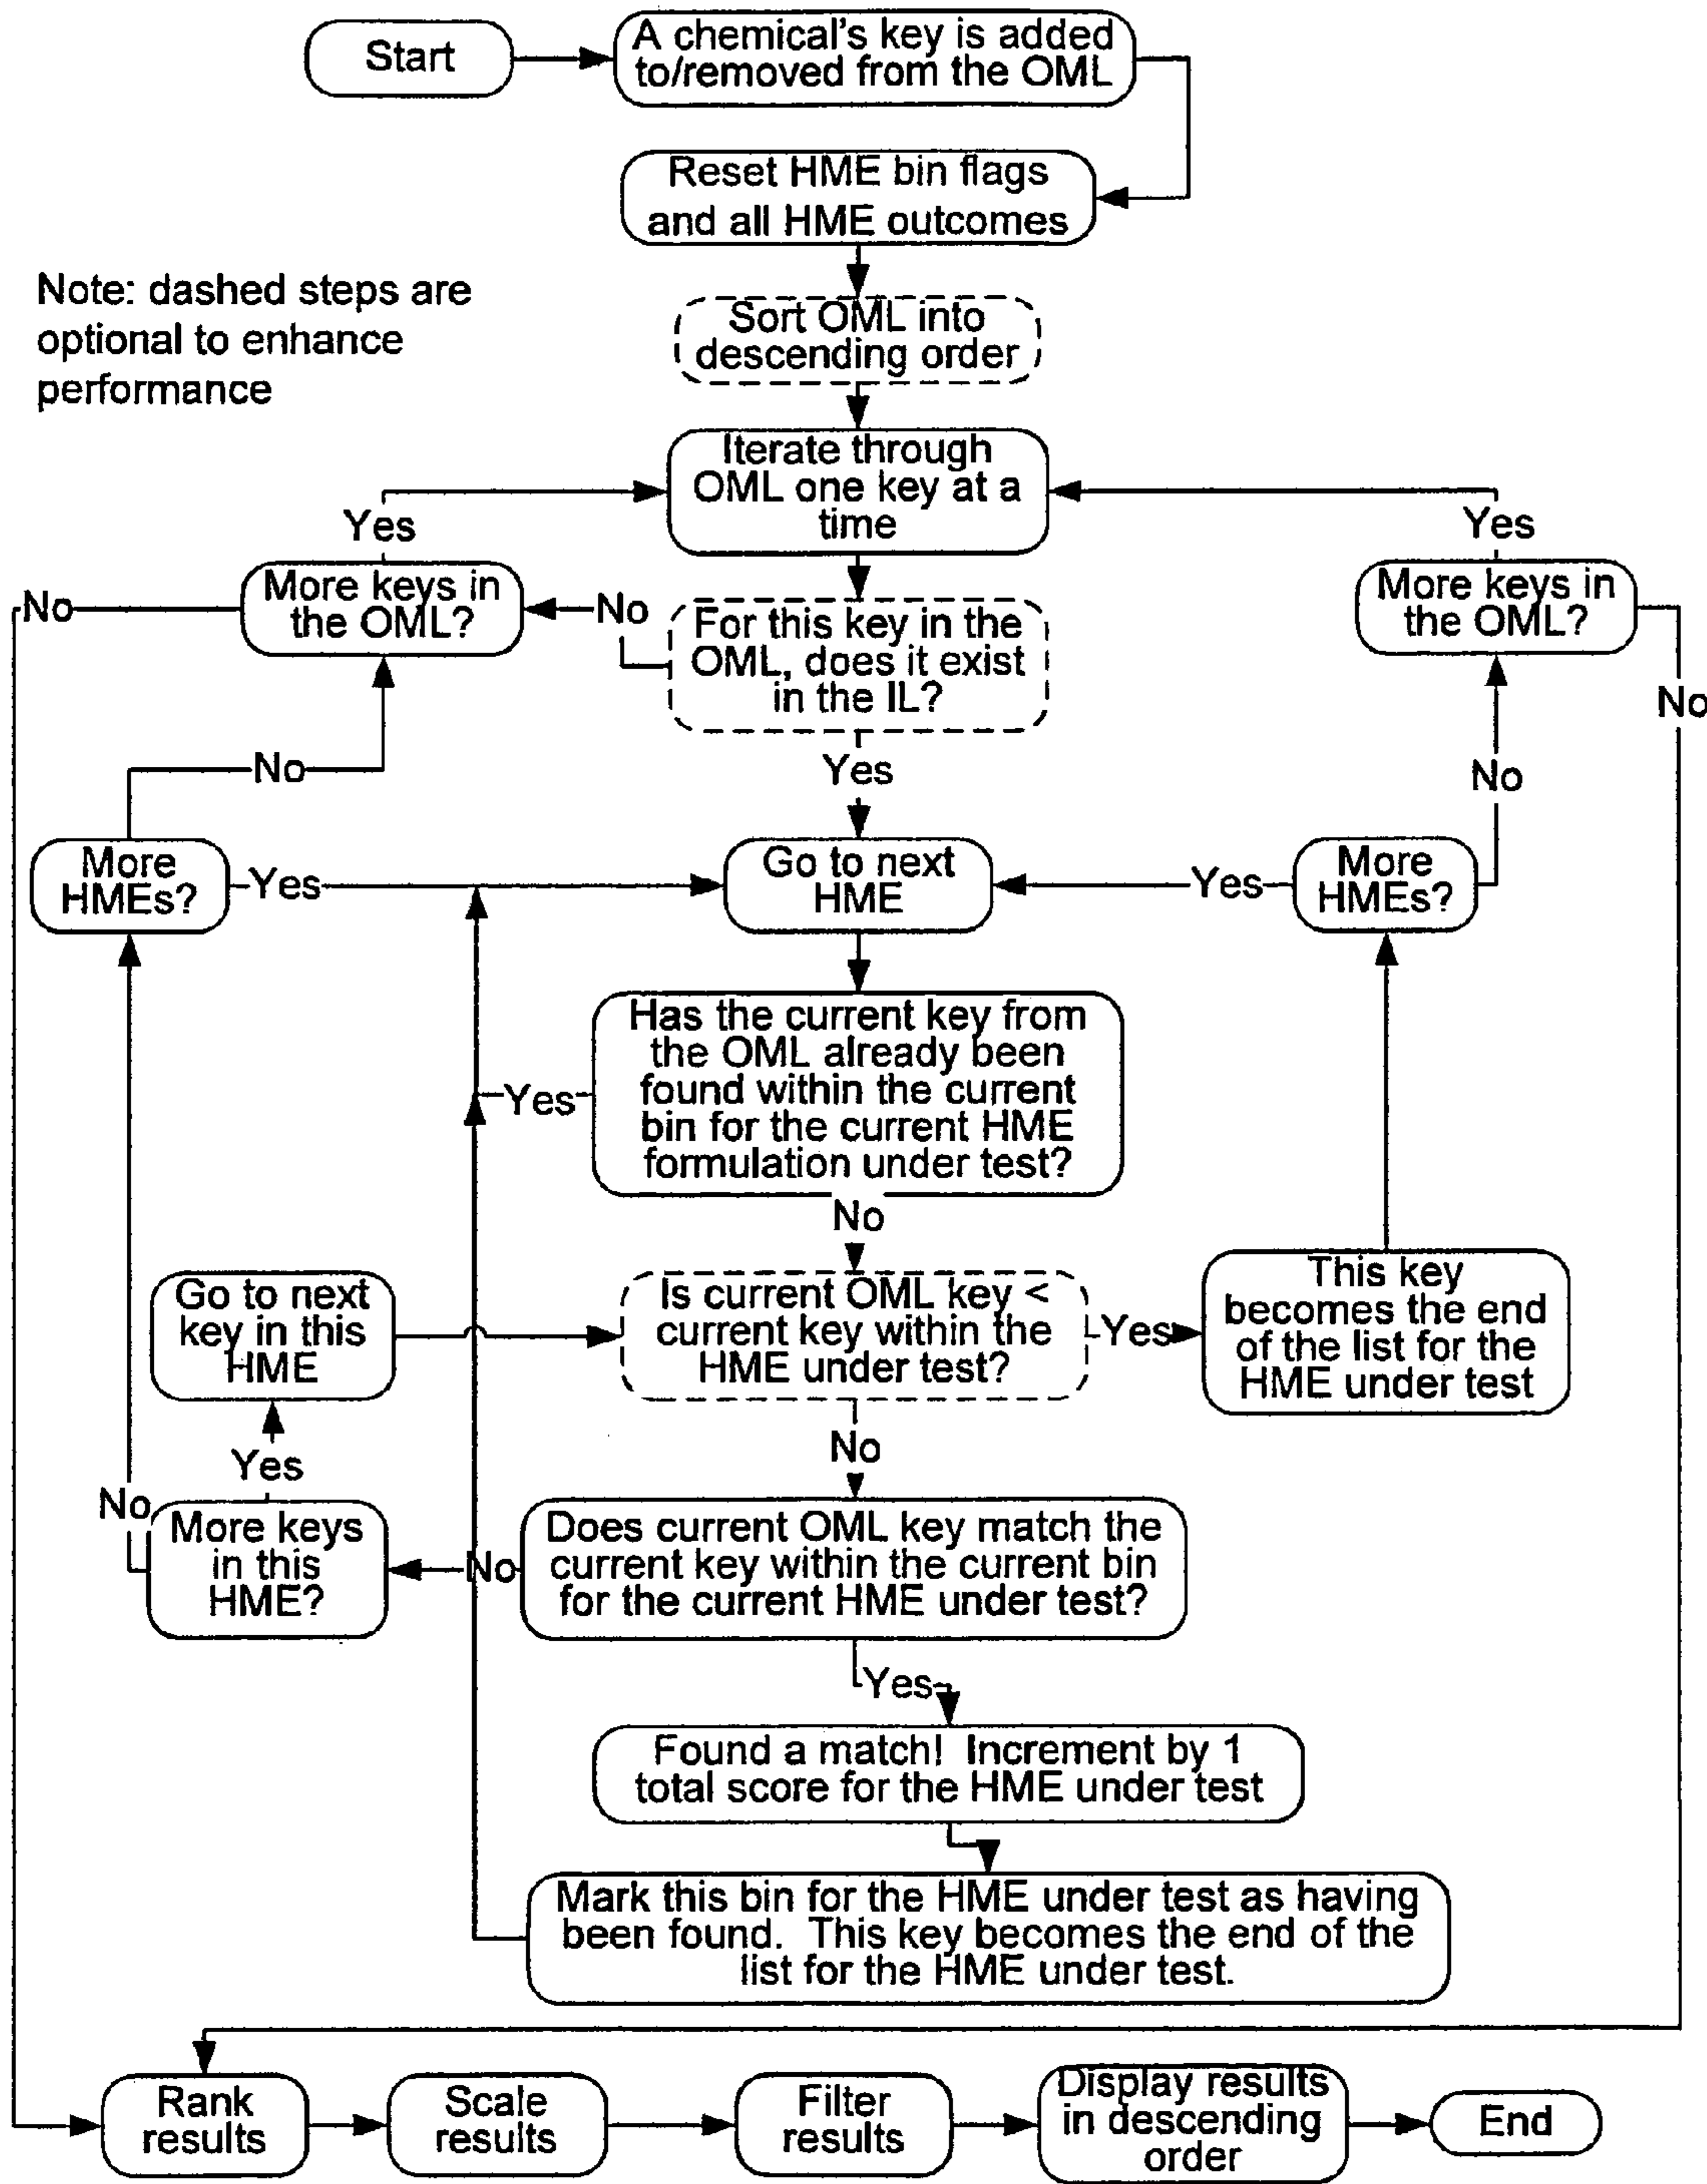 Start
A chemical's key is added
to/removed from the OML
Reset HME bin flags
and all HME outcomes
Note: dashed steps are
optional to enhance
performance
Sort OML into
descending order
Iterate through
OML one key at a
time
Yes
Yes
More keys in
the OML?
No
No
For this key in the
OML, does it exist
in the IL?
More keys in
the OML?
No
No
Yes
No
More
HMEs?
Yes
Go to next
HME
Yes
More
HMEs?
Has the current key from
the OML already been
found within the current
bin for the current HME
formulation under test?
Yes
No
Go to next
key in this
HME
Is current OML key <
current key within the
HME under test?
Yes
This key
becomes the end
of the list for the
HME under test
No
Yes
No
More keys
in this
HME?
No
Does current OML key match the
current key within the current bin
for the current HME under test?
Yes
Found a match! Increment by 1
total score for the HME under test
Mark this bin for the HME under test as having
been found. This key becomes the end of the
list for the HME under test.
Rank
results
Scale
results
Filter
results
Display results
in descending
order
End